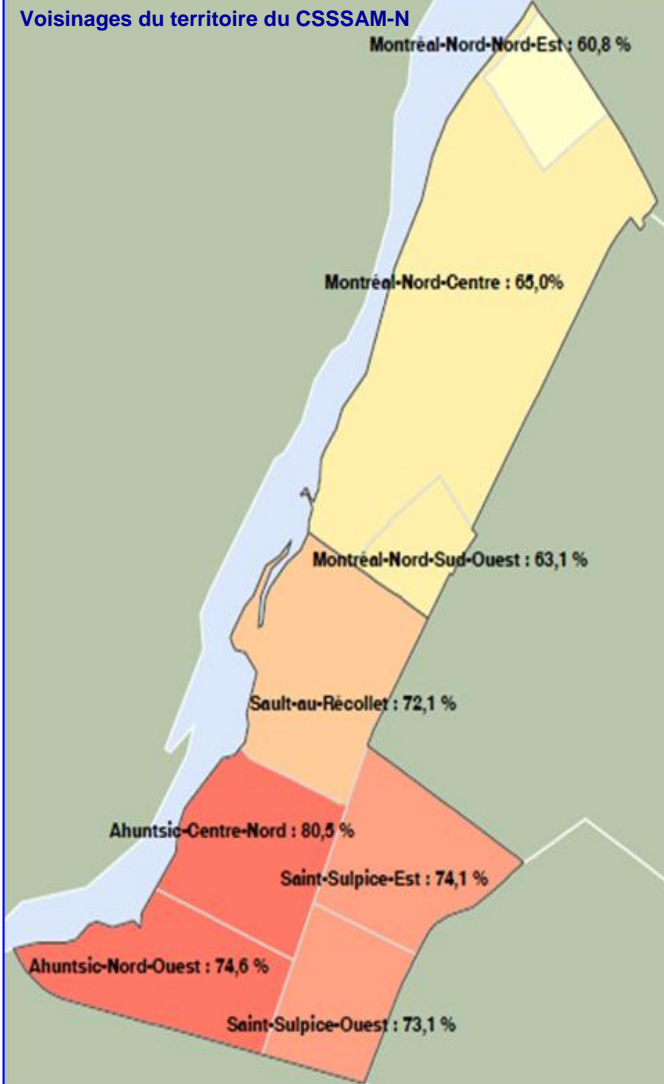 Voisinages du territoire du CSSSAM-N
Montréal-Nord-Nord-Est : 60,8 %
Montréal-Nord-Centre : 65,0%
Montréal-Nord-Sud-Ouest : 63,1 %
Sault-au-Récollet : 72,1 %
Ahuntsic-Centre-Nord : 80,5 %
Saint-Sulpice-Est : 74,1 %
Ahuntsic-Nord-Ouest : 74,6 %
Saint-Sulpice-Ouest : 73,1 %